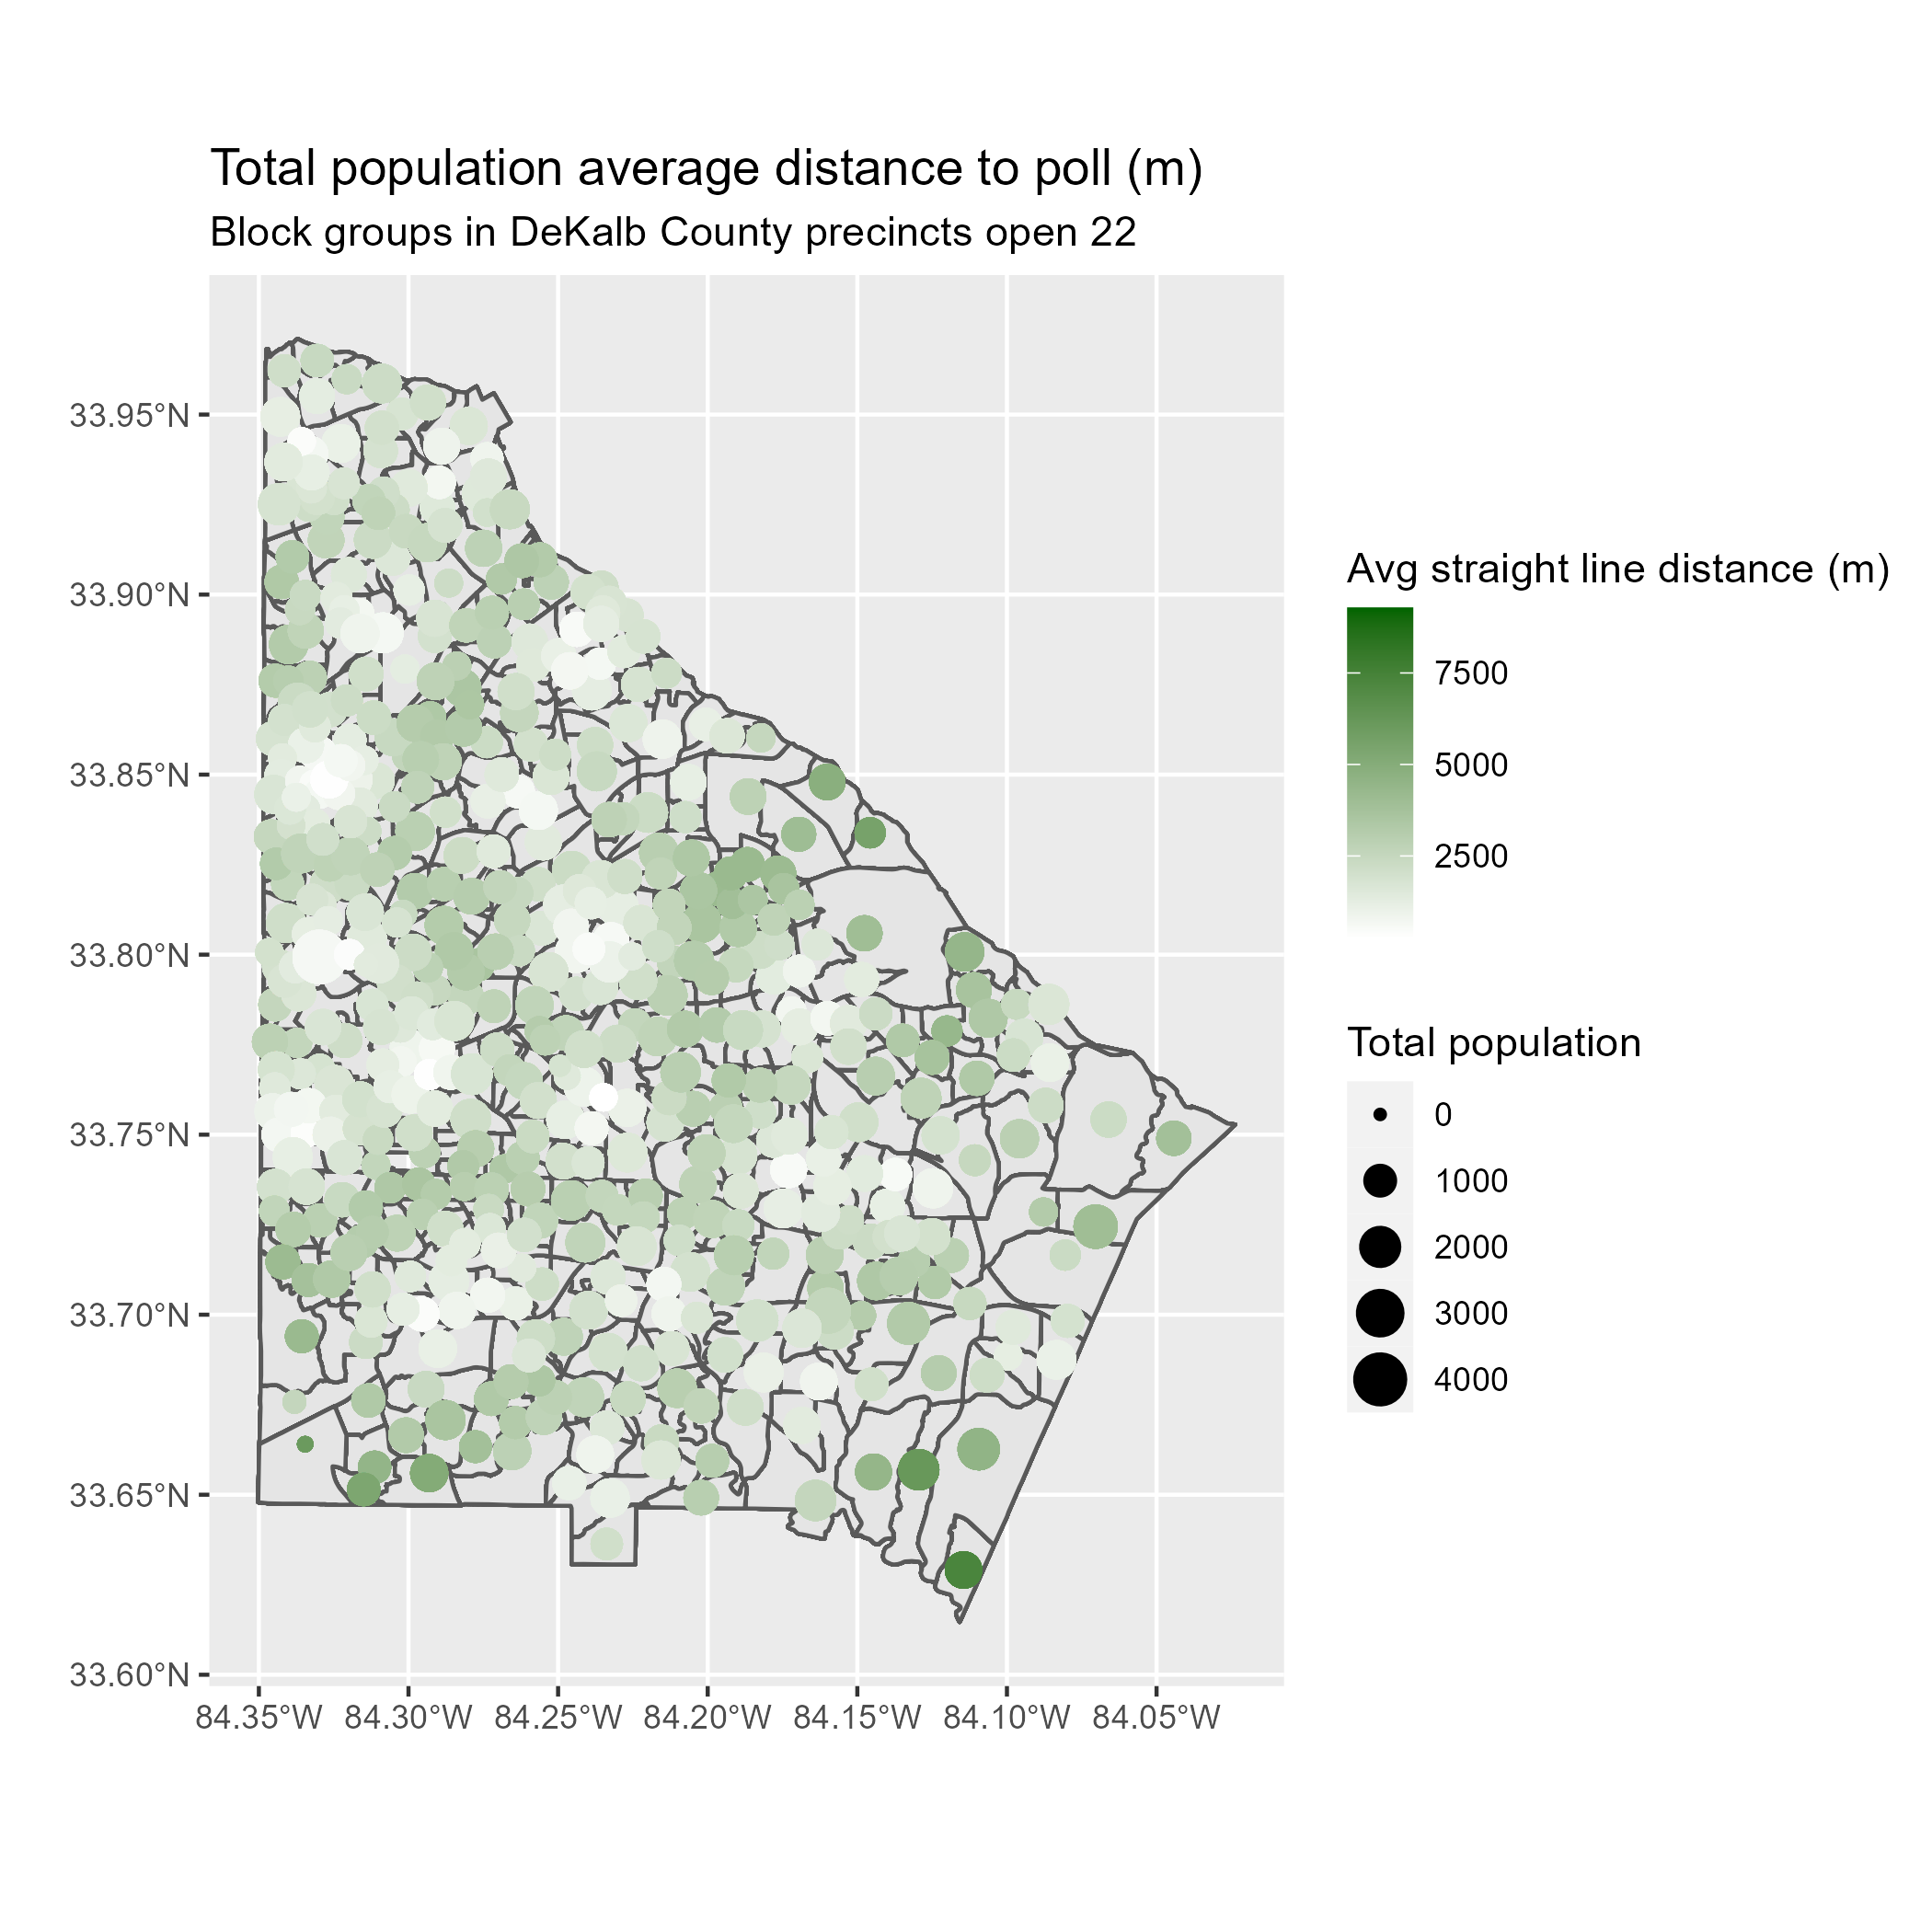 Total population average distance to poll (m)
Block groups in DeKalb County precincts open 22
33.95°N
33.90°N
33.85°N
33.80°N
33.75°N
33.70°N
33.65°N
33.60°N
84.35°W 84.30°W 84.25°W 84.20°W 84.15°W 84.10°W 84.05°W
Avg straight line distance (m)
7500
5000
2500
Total population
0
1000
2000
3000
4000